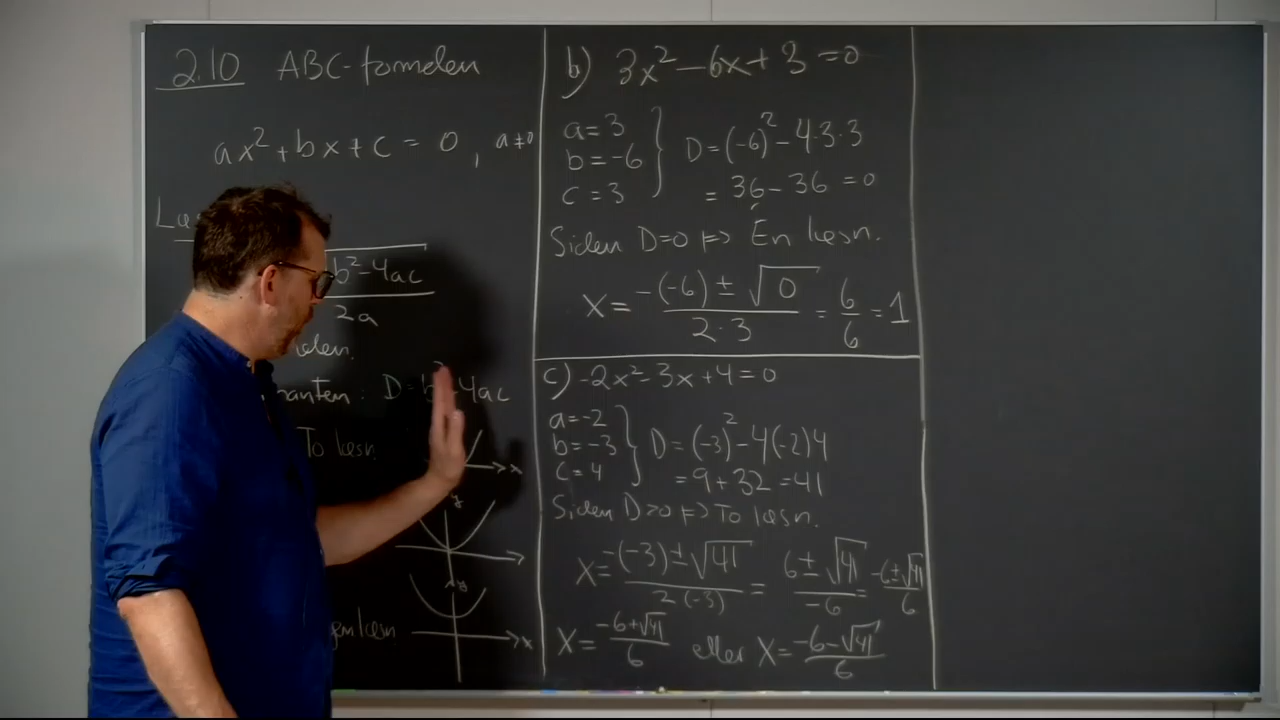 2.10 ABC-formelen
ax²+bx+c = 0, a≠0
b²-4ac
2a
D=b²-4ac
To løsn.
x
y
y
x
b) 3x²-6x+3=0
a=3
b=-6
c=3
D=(-6)²-4·3·3
= 36-36 =0
Siden D=0 ⇒ Én løsn.
X= -(-6)±√0 / 2·3 = 6/6 =1
c) -2x²-3x+4=0
a=-2
b=-3
c=4
D=(-3)²-4(-2)4
=9+32=41
Siden D>0 ⇒ To løsn.
X= -(-3)±√41 / 2(-3) = 6±√41 / -6 = -6±√41 / 6
X= -6+√41 / 6 eller X= -6-√41 / 6